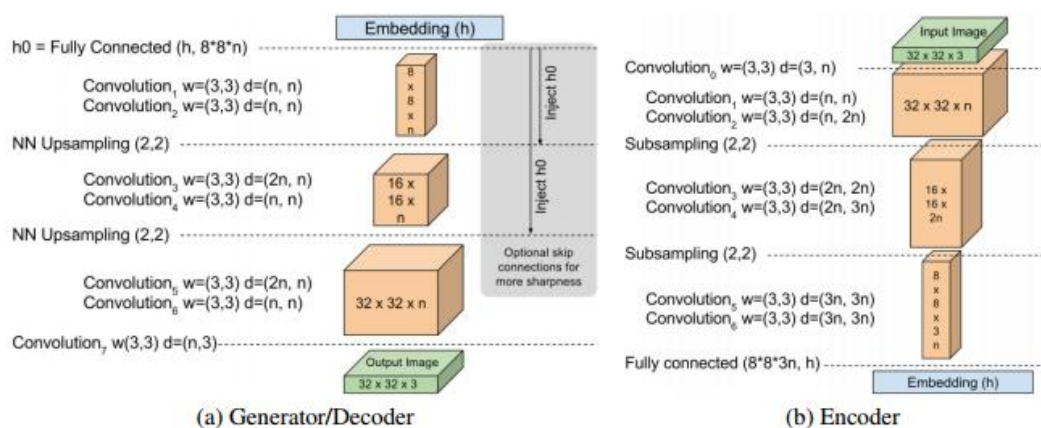 Embedding (h)
h0 = Fully Connected (h, 8*8*n)
8
x
8
x
n
Convolution₁ w=(3,3) d=(n, n)
Convolution₂ w=(3,3) d=(n, n)
Inject h0
NN Upsampling (2,2)
Convolution₃ w=(3,3) d=(2n, n)
Convolution₄ w=(3,3) d=(n, n)
16 x
16 x
n
Inject h0
NN Upsampling (2,2)
Optional skip
connections for
more sharpness
Convolution₅ w=(3,3) d=(2n, n)
Convolution₆ w=(3,3) d=(n, n)
32 x 32 x n
Convolution₇ w(3,3) d=(n,3)
Output Image
32 x 32 x 3
(a) Generator/Decoder
Input Image
32 x 32 x 3
Convolution₀ w=(3,3) d=(3, n)
Convolution₁ w=(3,3) d=(n, n)
Convolution₂ w=(3,3) d=(n, 2n)
32 x 32 x n
Subsampling (2,2)
Convolution₃ w=(3,3) d=(2n, 2n)
Convolution₄ w=(3,3) d=(2n, 3n)
16 x
16 x
2n
Subsampling (2,2)
8
x
8
x
3
n
Convolution₅ w=(3,3) d=(3n, 3n)
Convolution₆ w=(3,3) d=(3n, 3n)
Fully connected (8*8*3n, h)
Embedding (h)
(b) Encoder